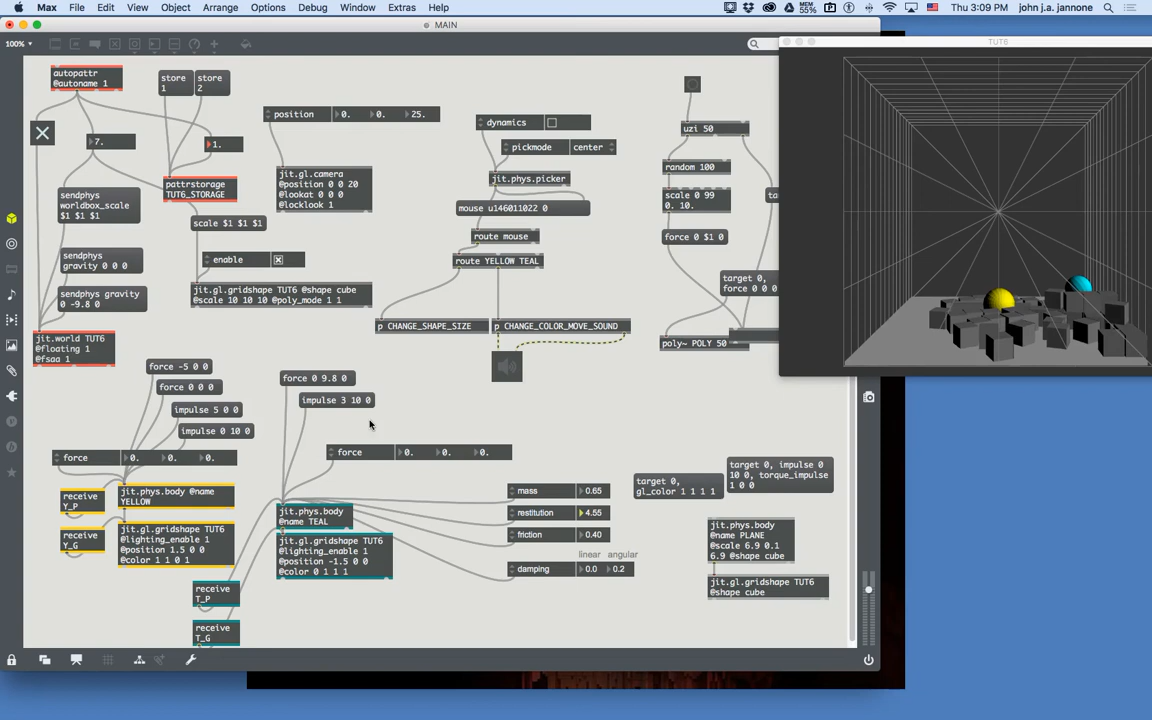 Max File Edit View Object Arrange Options Debug Window Extras Help
MEM 55% Thu 3:09 PM john j.a. jannone
MAIN
100%
TUT6
autopattr
@autoname 1
store
1
store
2
position 0. 0. 25.
dynamics
pickmode center
7.
1.
uzi 50
random 100
pattrstorage
TUT6_STORAGE
jit.gl.camera
@position 0 0 20
@lookat 0 0 0
@locklook 1
jit.phys.picker
sendphys
worldbox_scale
$1 $1 $1
mouse u146011022 0
scale 0 99
0. 10.
scale $1 $1 $1
route mouse
force 0 $1 0
sendphys
gravity 0 0 0
enable
route YELLOW TEAL
sendphys gravity
0 -9.8 0
jit.gl.gridshape TUT6 @shape cube
@scale 10 10 10 @poly_mode 1 1
target 0,
force 0 0 0
p CHANGE_SHAPE_SIZE
p CHANGE_COLOR_MOVE_SOUND
poly~ POLY 50
jit.world TUT6
@floating 1
@fsaa 1
force -5 0 0
force 0 0 0
impulse 5 0 0
impulse 0 10 0
force 0 9.8 0
impulse 3 10 0
force 0. 0. 0.
force 0. 0. 0.
receive
Y_P
jit.phys.body @name
YELLOW
receive
Y_G
jit.gl.gridshape TUT6
@lighting_enable 1
@position 1.5 0 0
@color 1 1 0 1
jit.phys.body
@name TEAL
jit.gl.gridshape TUT6
@lighting_enable 1
@position -1.5 0 0
@color 0 1 1 1
receive
T_P
receive
T_G
mass 0.65
restitution 4.55
friction 0.40
linear angular
damping 0.0 0.2
target 0,
gl_color 1 1 1 1
target 0, impulse 0
10 0, torque_impulse
1 0 0
jit.phys.body
@name PLANE
@scale 6.9 0.1
6.9 @shape cube
jit.gl.gridshape TUT6
@shape cube